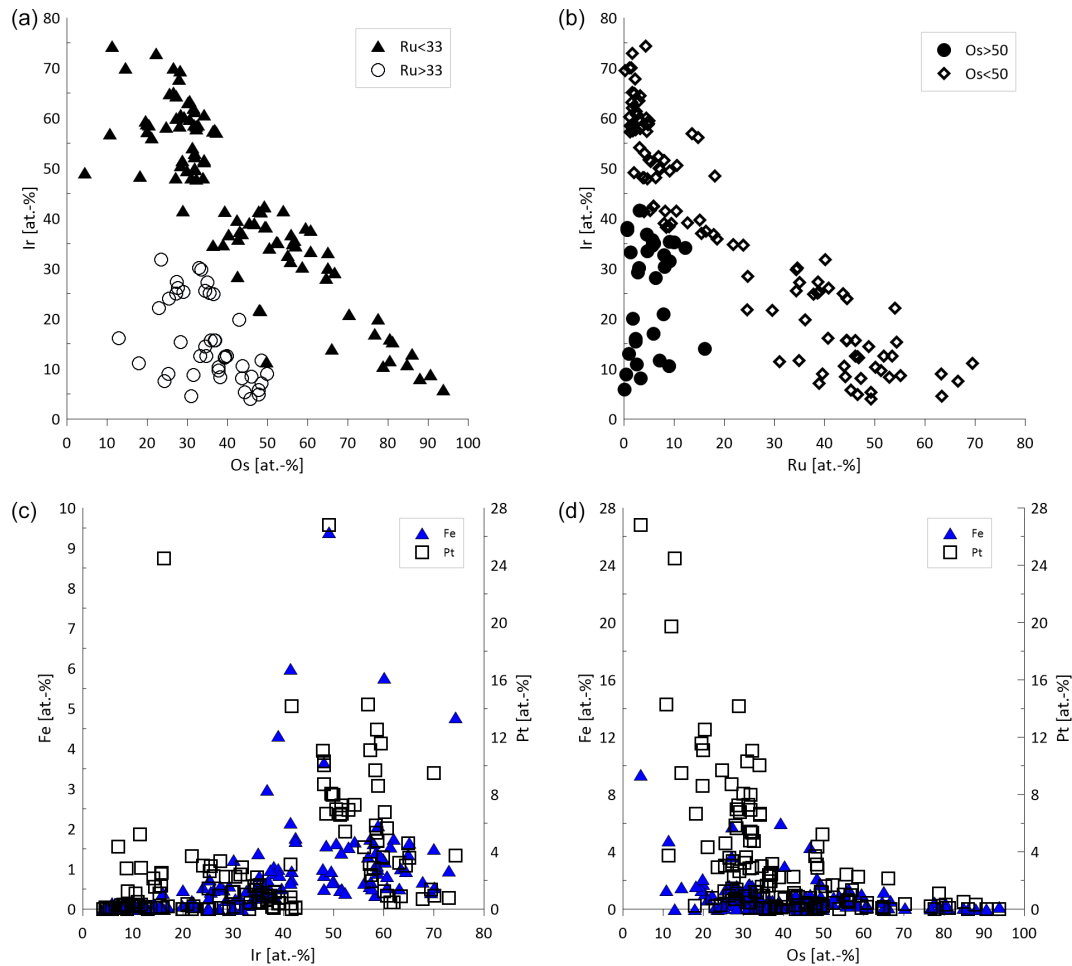 (a)
80
70
60
50
40
30
20
10
0
Ir [at.-%]
Ru<33
Ru>33
0 10 20 30 40 50 60 70 80 90 100
Os [at.-%]
(b)
80
70
60
50
40
30
20
10
0
Ir [at.-%]
Os>50
Os<50
0 10 20 30 40 50 60 70 80
Ru [at.-%]
(c)
10
9
8
7
6
5
4
3
2
1
0
Fe [at.-%]
Fe
Pt
28
24
20
16
12
8
4
0
Pt [at.-%]
0 10 20 30 40 50 60 70 80
Ir [at.-%]
(d)
28
24
20
16
12
8
4
0
Fe [at.-%]
Fe
Pt
28
24
20
16
12
8
4
0
Pt [at.-%]
0 10 20 30 40 50 60 70 80 90 100
Os [at.-%]